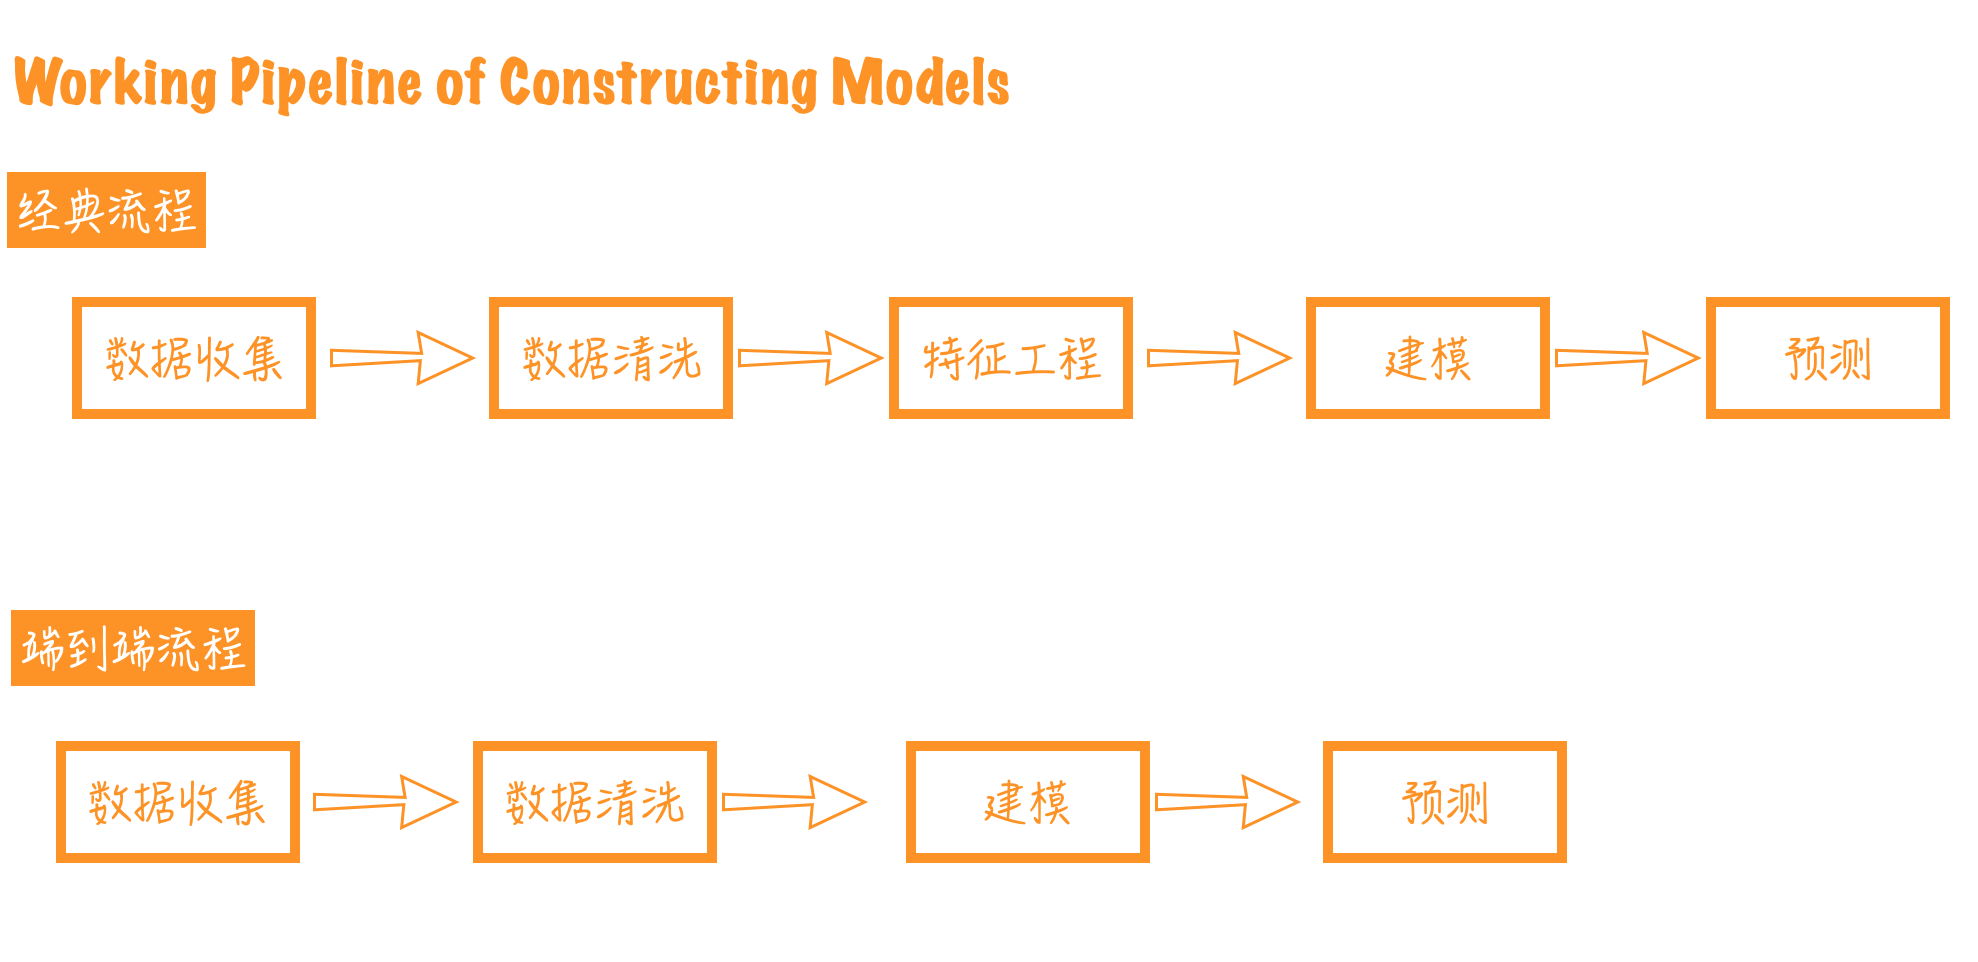 Working Pipeline of Constructing Models
经典流程
数据收集 数据清洗 特征工程 建模 预测
端到端流程
数据收集 数据清洗 建模 预测